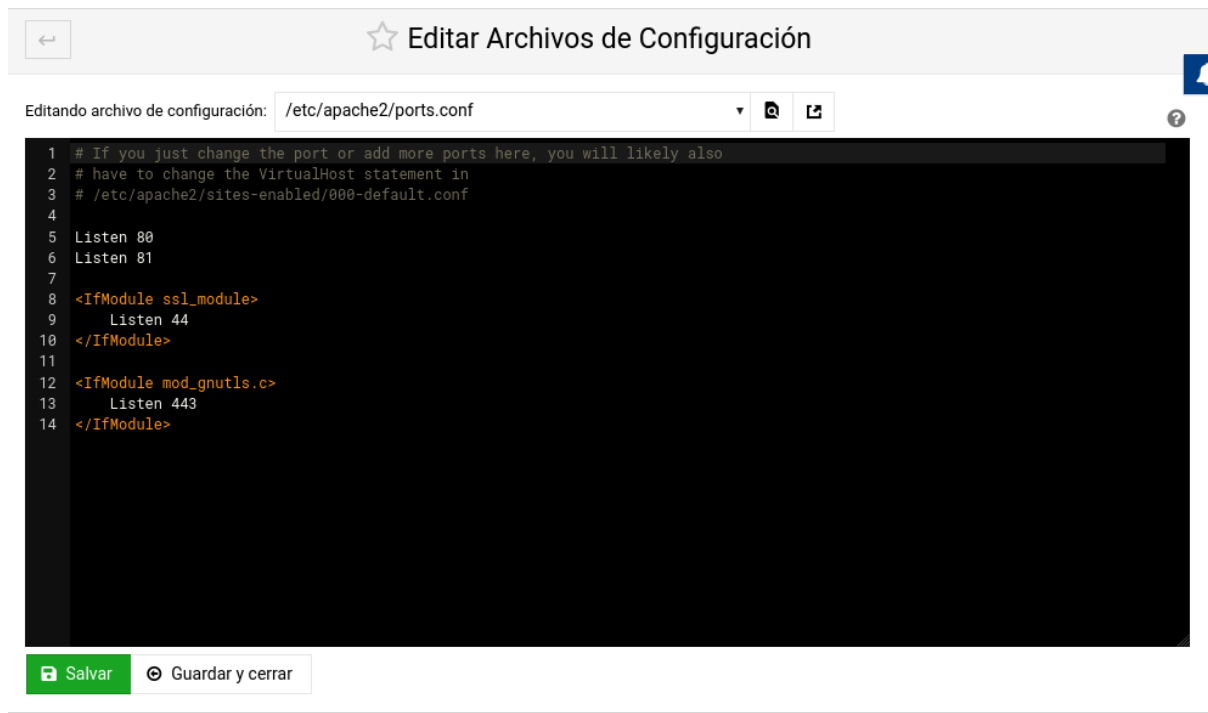 Editar Archivos de Configuración
Editando archivo de configuración: /etc/apache2/ports.conf
1 # If you just change the port or add more ports here, you will likely also
2 # have to change the VirtualHost statement in
3 # /etc/apache2/sites-enabled/000-default.conf
4
5 Listen 80
6 Listen 81
7
8 <IfModule ssl_module>
9     Listen 44
10 </IfModule>
11
12 <IfModule mod_gnutls.c>
13     Listen 443
14 </IfModule>
Salvar Guardar y cerrar